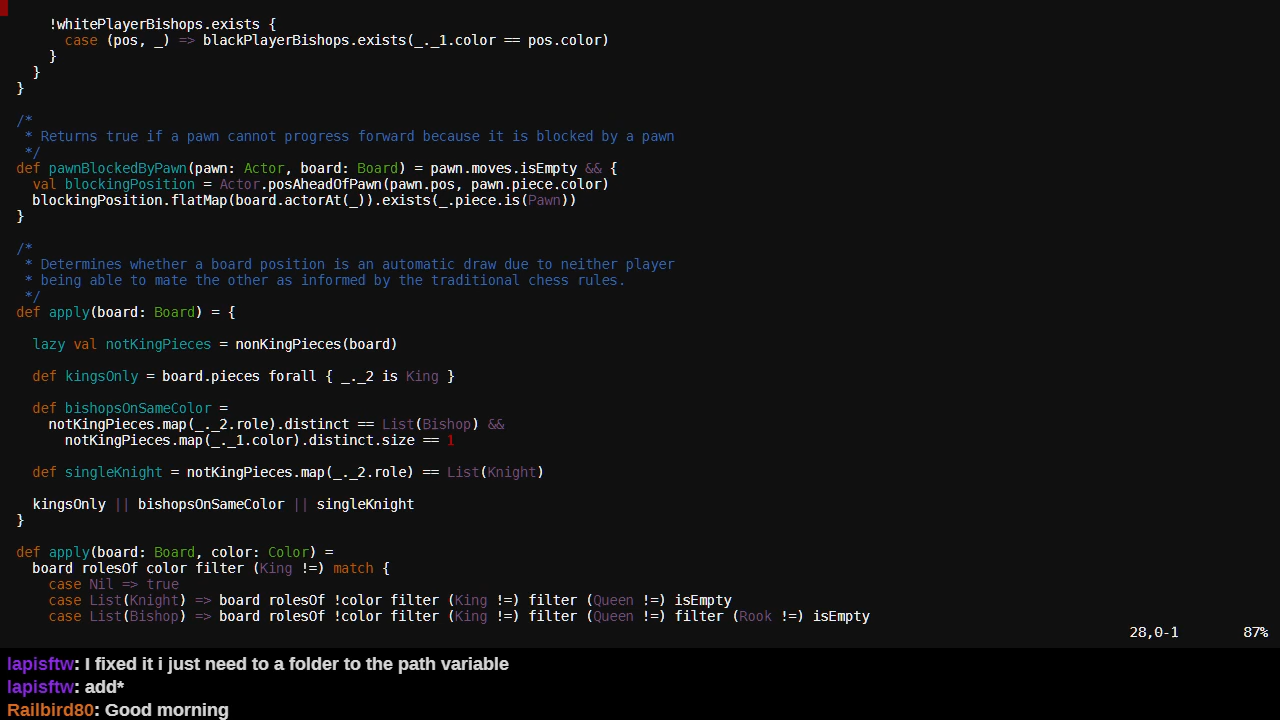 !whitePlayerBishops.exists {
case (pos, _) => blackPlayerBishops.exists(_._1.color == pos.color)
}
}
}
/*
* Returns true if a pawn cannot progress forward because it is blocked by a pawn
*/
def pawnBlockedByPawn(pawn: Actor, board: Board) = pawn.moves.isEmpty && {
val blockingPosition = Actor.posAheadOfPawn(pawn.pos, pawn.piece.color)
blockingPosition.flatMap(board.actorAt(_)).exists(_.piece.is(Pawn))
}
/*
* Determines whether a board position is an automatic draw due to neither player
* being able to mate the other as informed by the traditional chess rules.
*/
def apply(board: Board) = {
lazy val notKingPieces = nonKingPieces(board)
def kingsOnly = board.pieces forall { _._2 is King }
def bishopsOnSameColor =
notKingPieces.map(_._2.role).distinct == List(Bishop) &&
notKingPieces.map(_._1.color).distinct.size == 1
def singleKnight = notKingPieces.map(_._2.role) == List(Knight)
kingsOnly || bishopsOnSameColor || singleKnight
}
def apply(board: Board, color: Color) =
board rolesOf color filter (King !=) match {
case Nil => true
case List(Knight) => board rolesOf !color filter (King !=) filter (Queen !=) isEmpty
case List(Bishop) => board rolesOf !color filter (King !=) filter (Queen !=) filter (Rook !=) isEmpty
28,0-1 87%
lapisftw: I fixed it i just need to a folder to the path variable
lapisftw: add*
Railbird80: Good morning